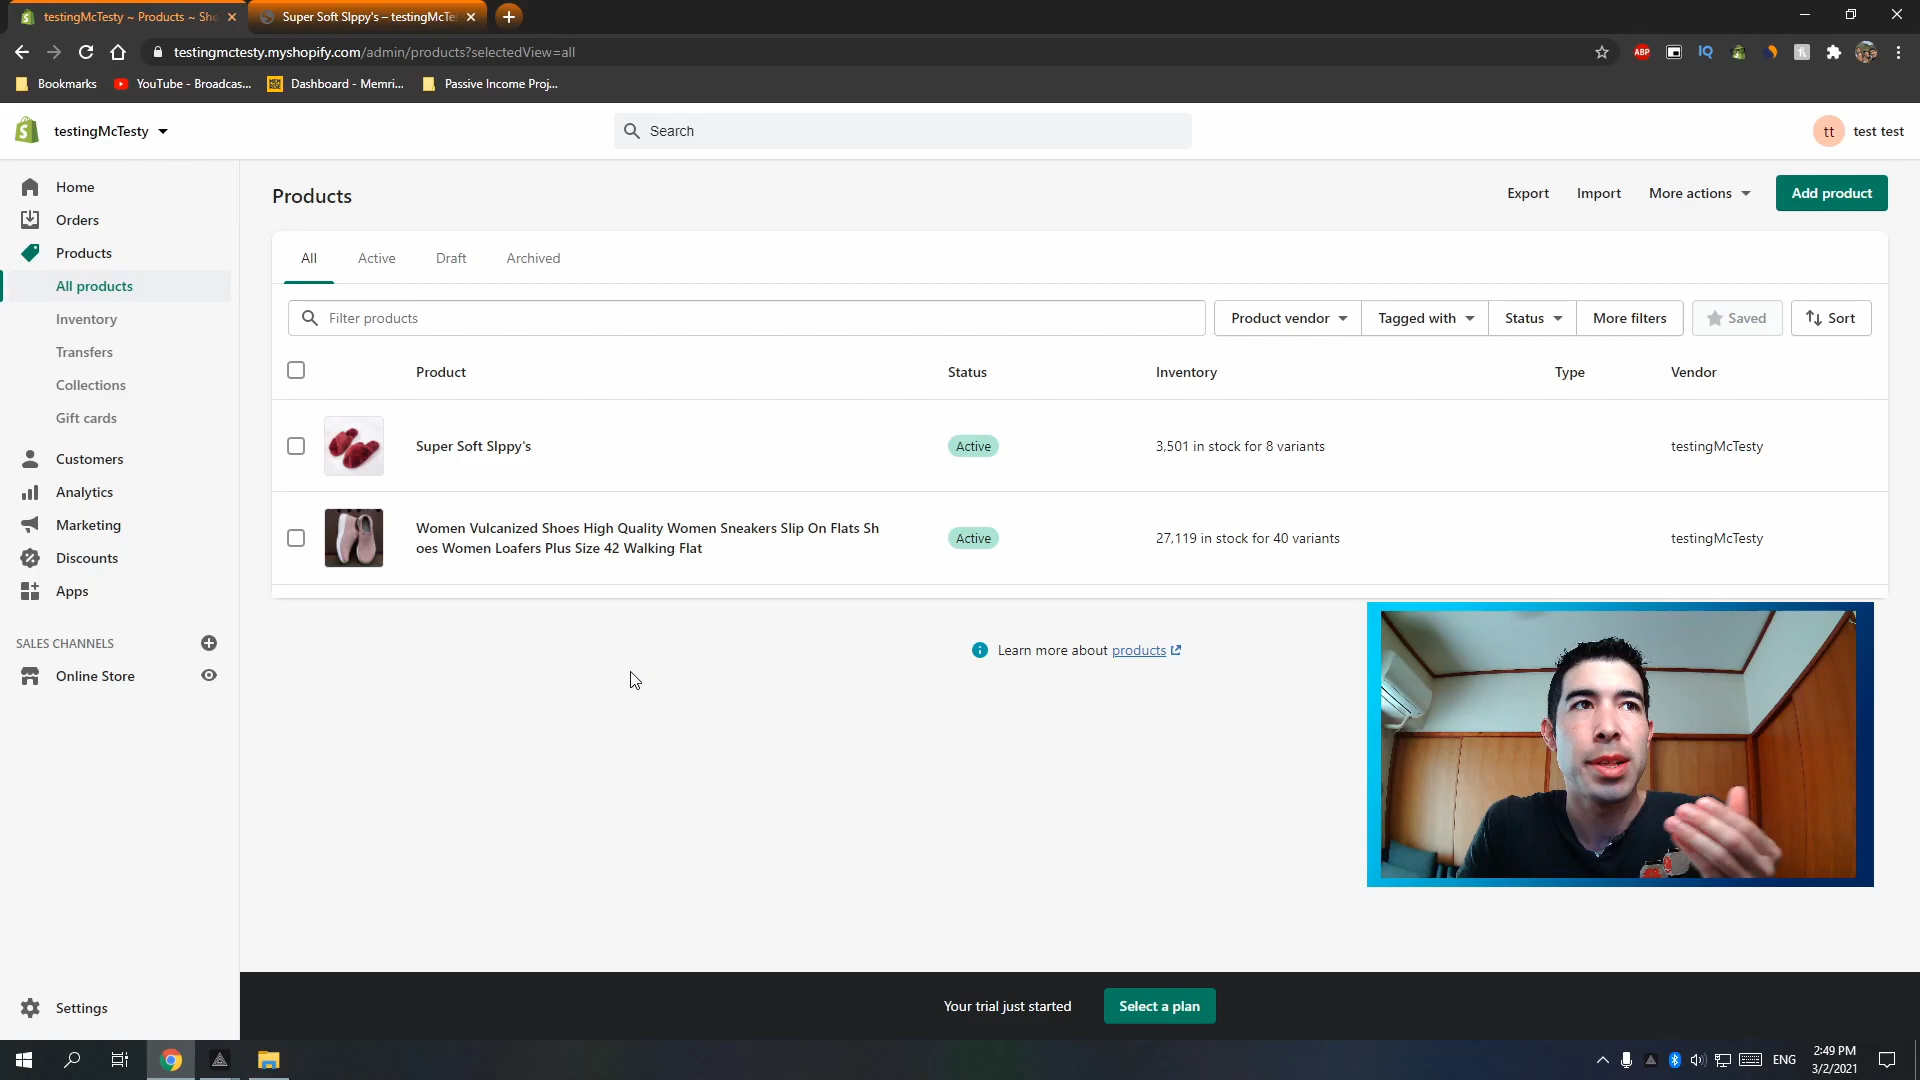 testingMcTesty ~ Products ~ Sho
Super Soft Slppy's – testingMcTes
testingmctesty.myshopify.com/admin/products?selectedView=all
ABP
IQ
Bookmarks
YouTube - Broadcas...
Dashboard - Memri...
Passive Income Proj...
testingMcTesty
Search
tt
test test
Home
Orders
Products
All products
Inventory
Transfers
Collections
Gift cards
Customers
Analytics
Marketing
Discounts
Apps
SALES CHANNELS
Online Store
Settings
Products
Export
Import
More actions
Add product
All
Active
Draft
Archived
Filter products
Product vendor
Tagged with
Status
More filters
Saved
Sort
Product
Status
Inventory
Type
Vendor
Super Soft Slppy's
Active
3,501 in stock for 8 variants
testingMcTesty
Women Vulcanized Shoes High Quality Women Sneakers Slip On Flats Sh
oes Women Loafers Plus Size 42 Walking Flat
Active
27,119 in stock for 40 variants
testingMcTesty
Learn more about products
Your trial just started
Select a plan
ENG
2:49 PM
3/2/2021